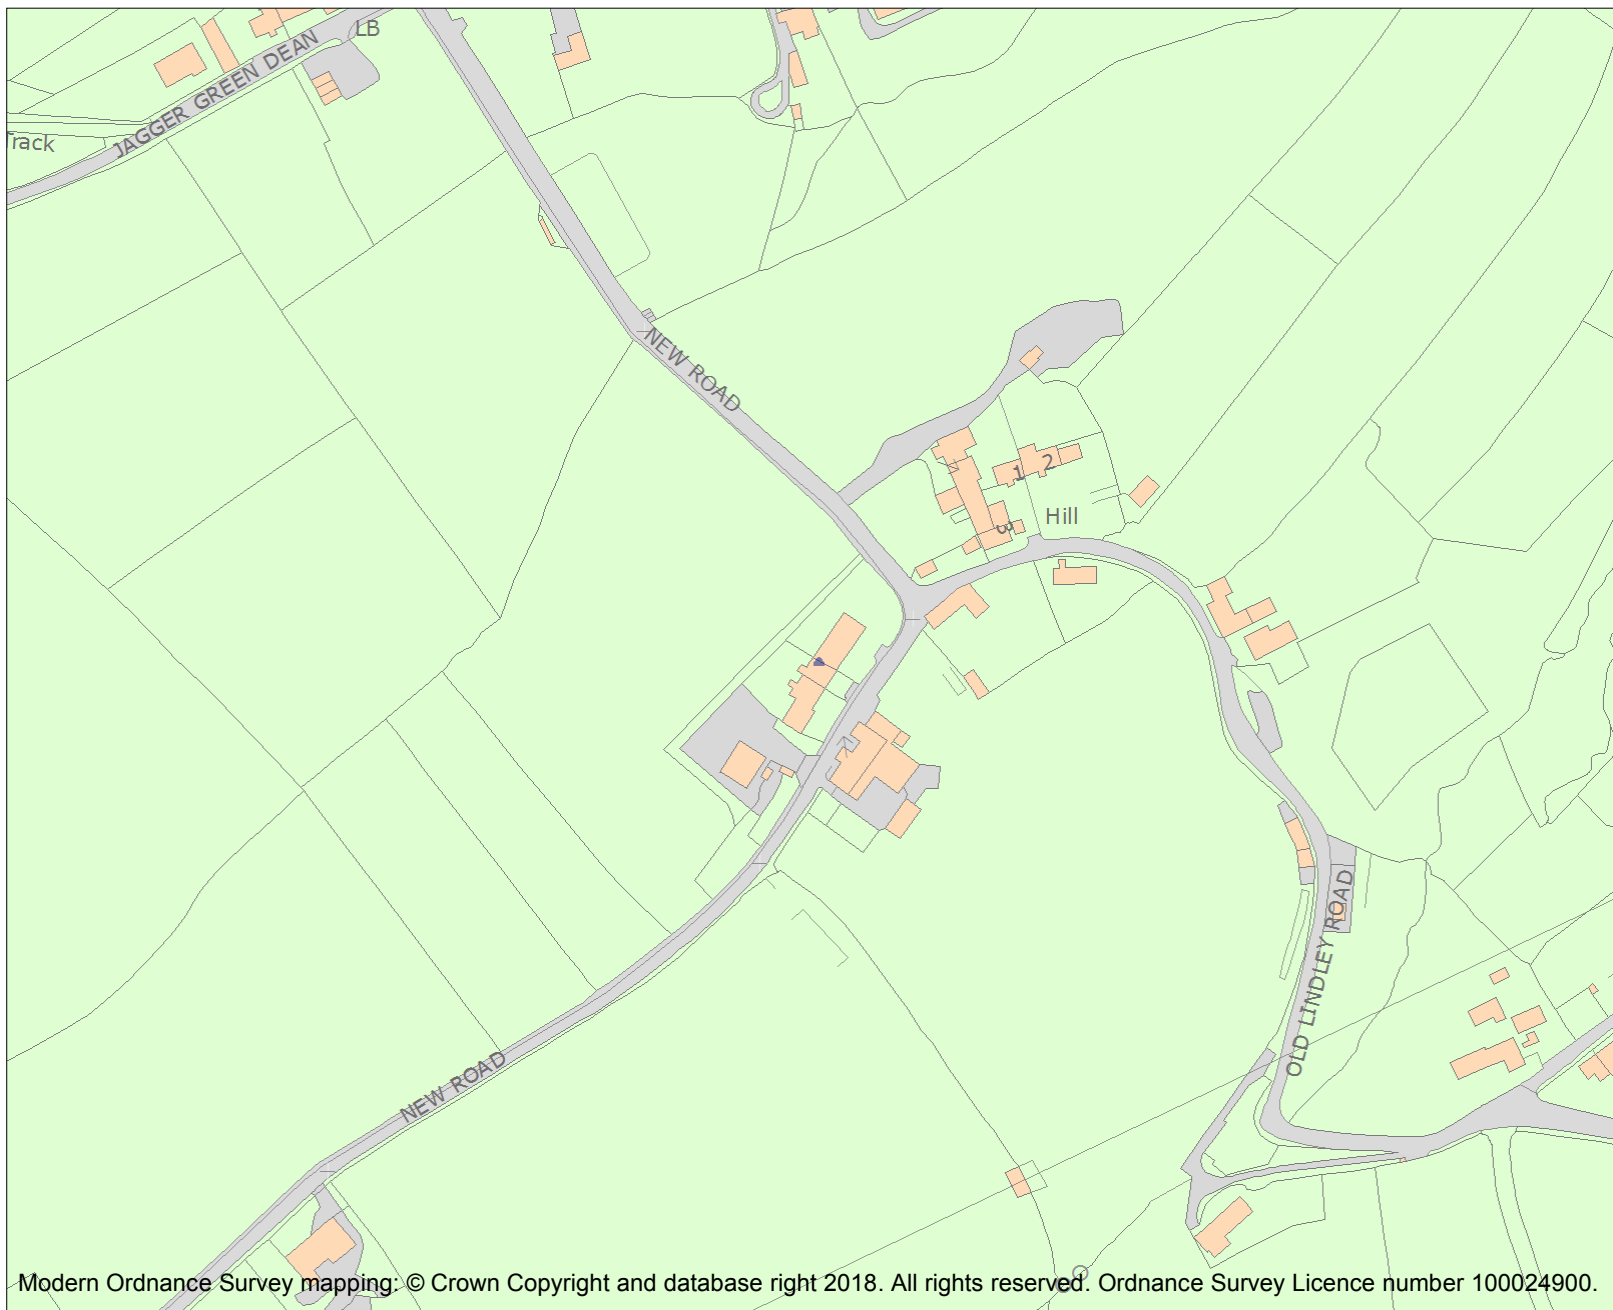 LB
JAGGER GREEN DEAN
Track
NEW ROAD
1
2
3
Hill
OLD LINDLEY ROAD
NEW ROAD
Modern Ordnance Survey mapping: © Crown Copyright and database right 2018. All rights reserved. Ordnance Survey Licence number 100024900.